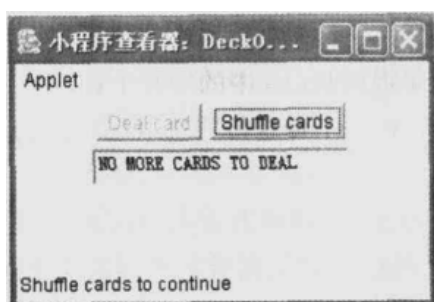 小程序查看器: DeckO...
Applet
Deal card Shuffle cards
NO MORE CARDS TO DEAL
Shuffle cards to continue